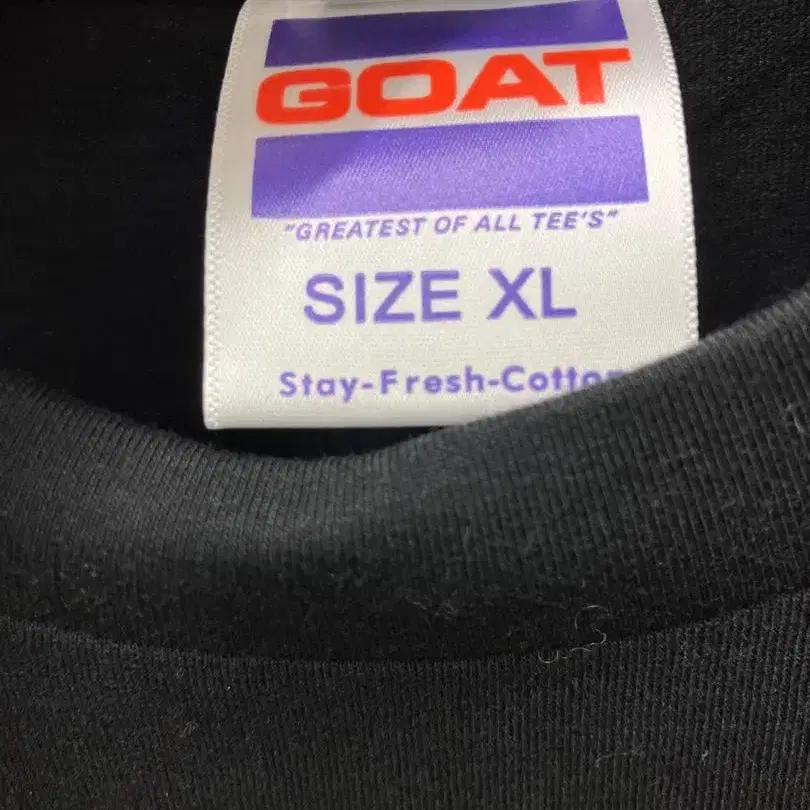 GOAT
"GREATEST OF ALL TEE'S"
SIZE XL
Stay-Fresh-Cotton